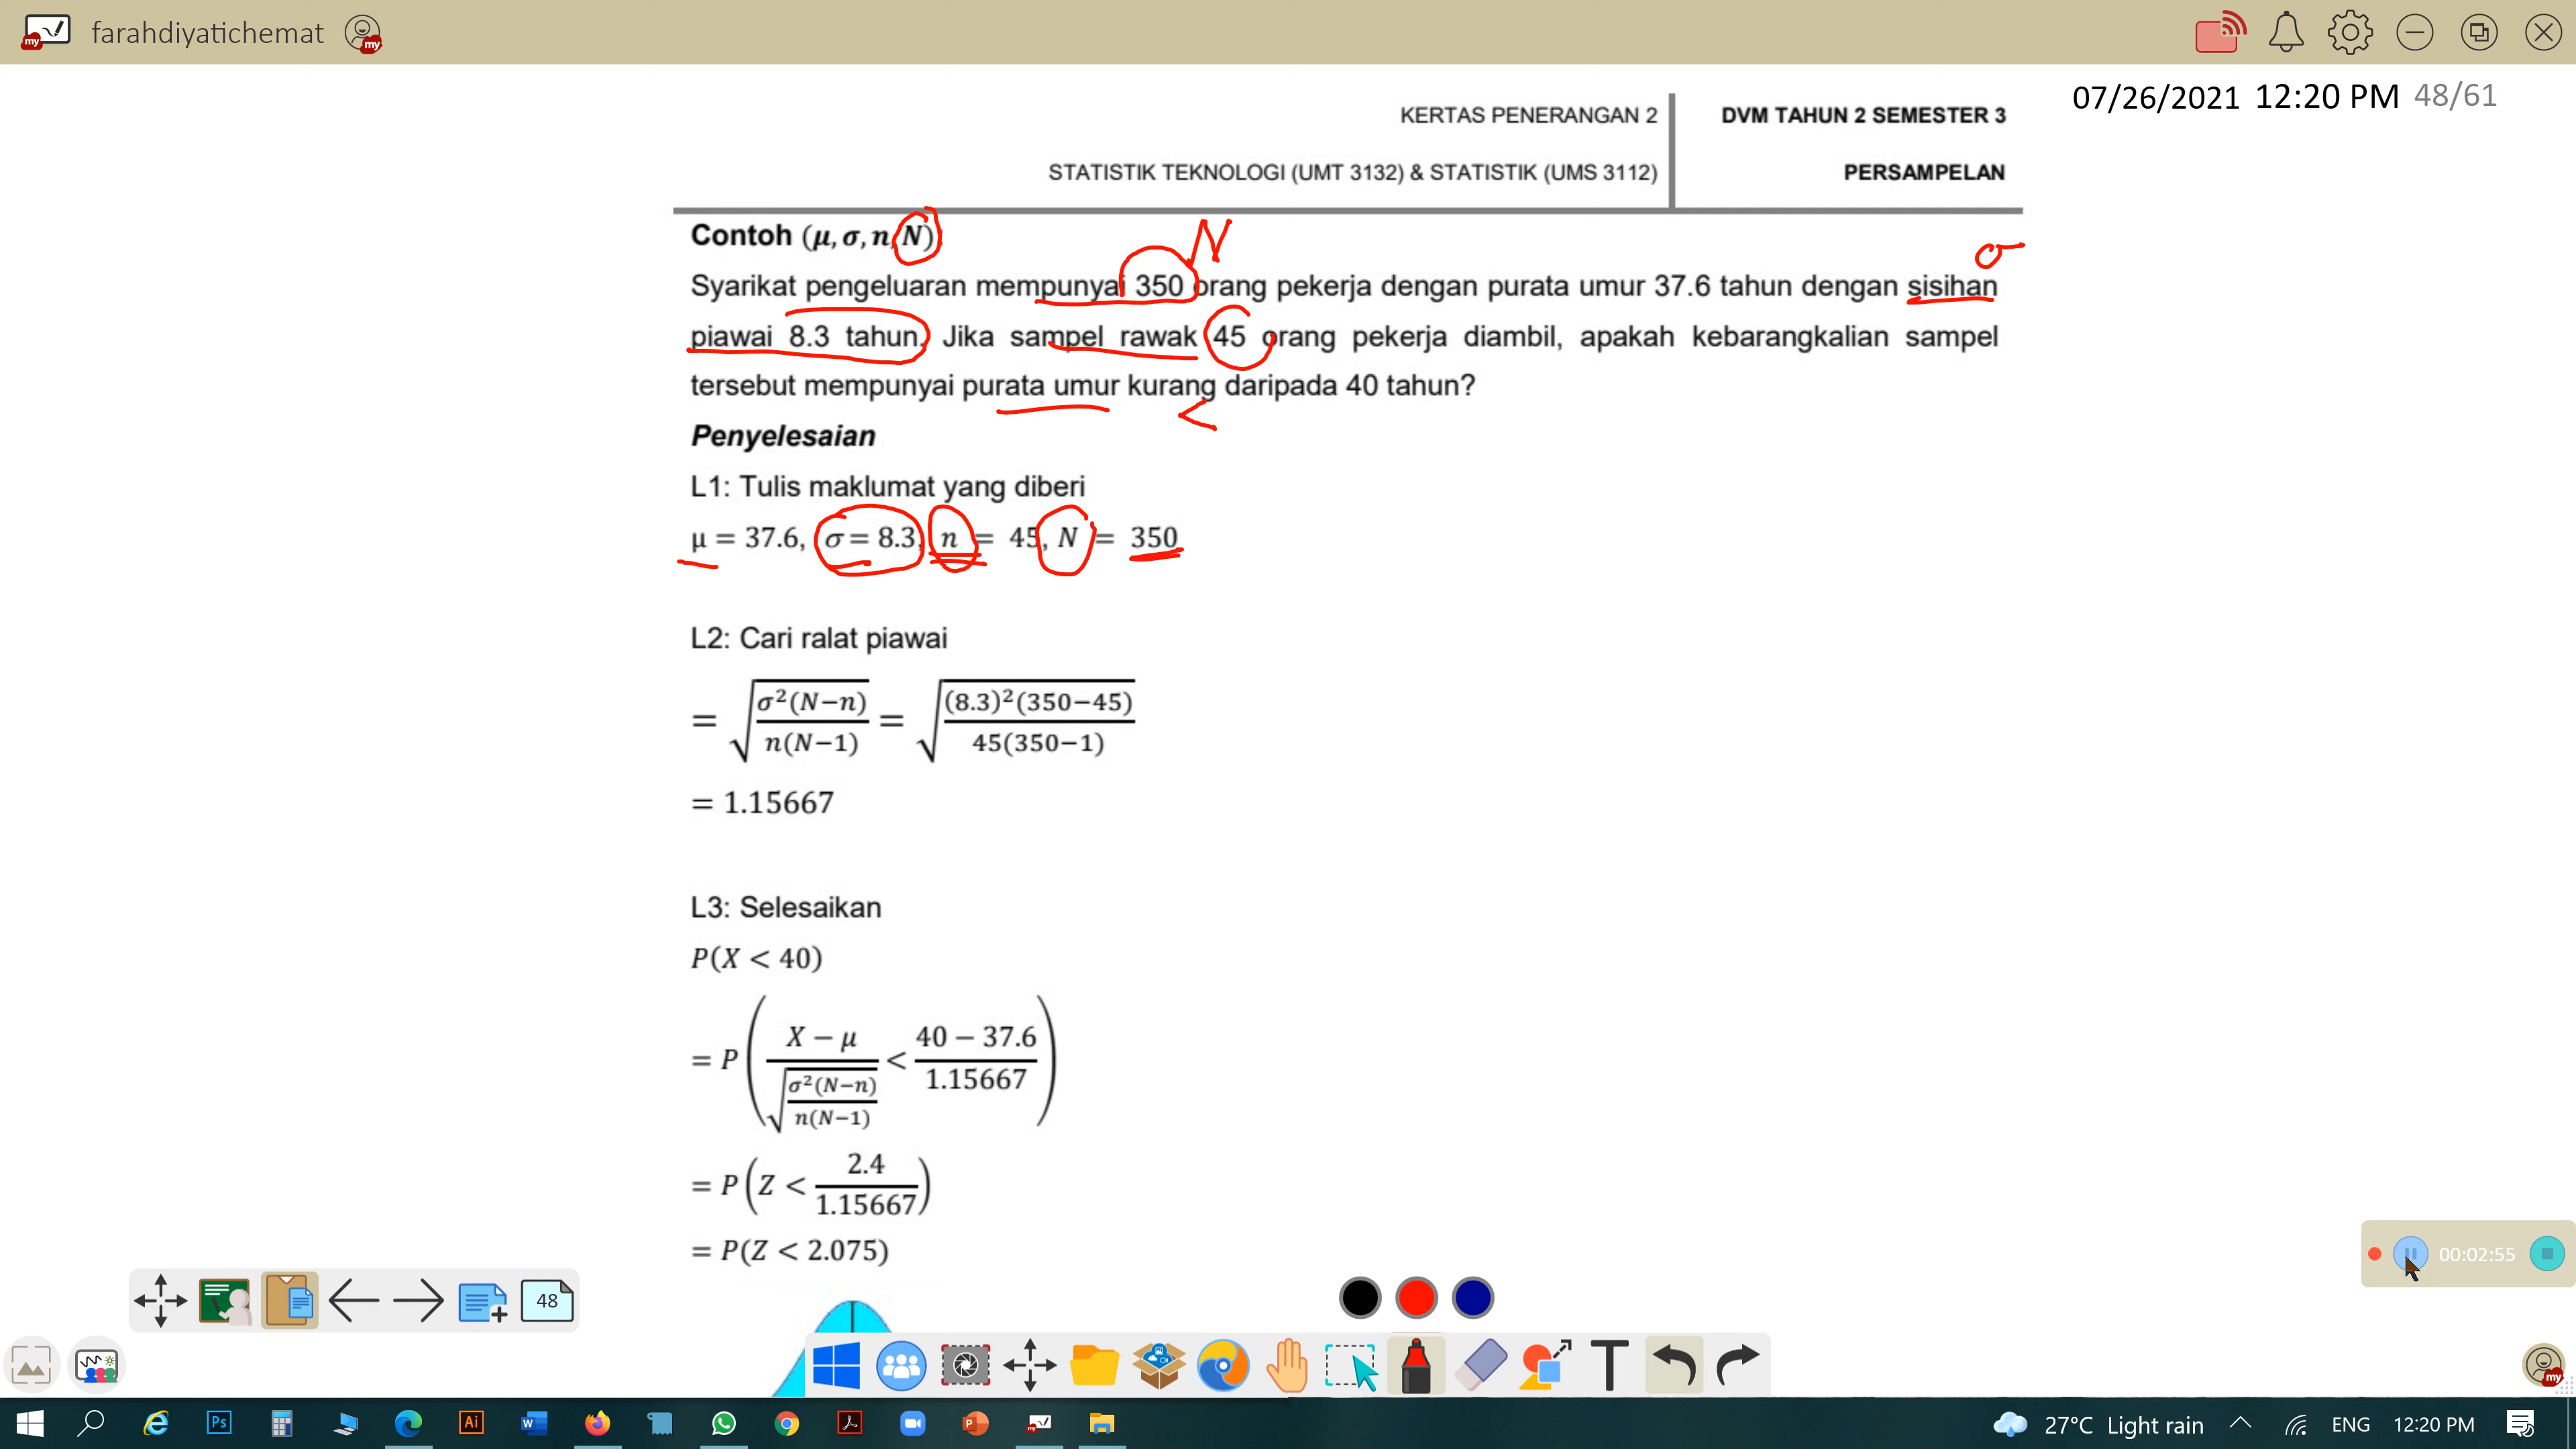 farahdiyatichemat
my
my
07/26/2021 12:20 PM 48/61
KERTAS PENERANGAN 2
DVM TAHUN 2 SEMESTER 3
STATISTIK TEKNOLOGI (UMT 3132) & STATISTIK (UMS 3112)
PERSAMPELAN
Contoh (μ, σ, n, N)
N
σ
Syarikat pengeluaran mempunyai 350 orang pekerja dengan purata umur 37.6 tahun dengan sisihan
piawai 8.3 tahun. Jika sampel rawak 45 orang pekerja diambil, apakah kebarangkalian sampel
tersebut mempunyai purata umur kurang daripada 40 tahun?
<
Penyelesaian
L1: Tulis maklumat yang diberi
μ = 37.6, σ = 8.3, n = 45, N = 350
L2: Cari ralat piawai
= √(σ²(N−n) / n(N−1)) = √((8.3)²(350−45) / 45(350−1))
= 1.15667
L3: Selesaikan
P(X < 40)
= P((X − μ) / √(σ²(N−n) / n(N−1)) < (40 − 37.6) / 1.15667)
= P(Z < 2.4 / 1.15667)
= P(Z < 2.075)
00:02:55
48
T
my
Ps
Ai
W
P
27°C Light rain
ENG
12:20 PM